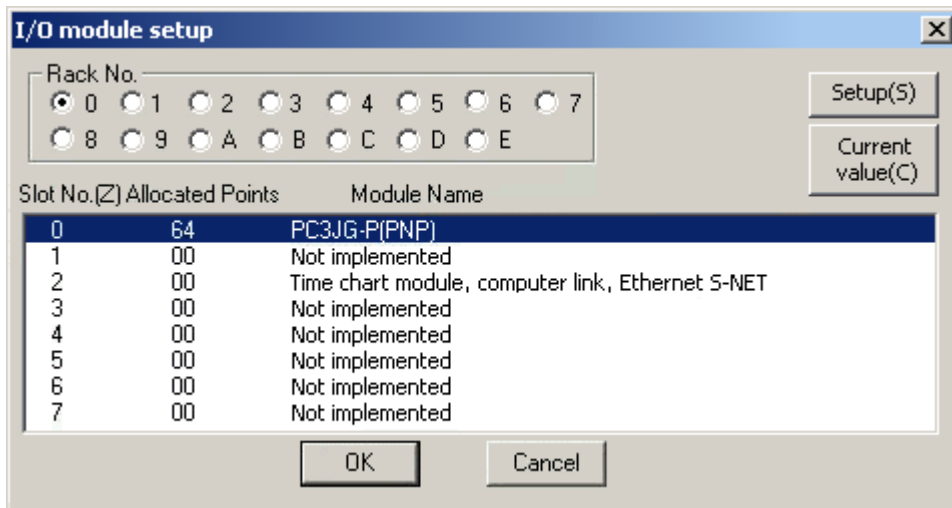 I/O module setup
Rack No.
0 1 2 3 4 5 6 7
8 9 A B C D E
Setup(S)
Current
value(C)
Slot No.(Z) Allocated Points Module Name
0 64 PC3JG-P(PNP)
1 00 Not implemented
2 00 Time chart module, computer link, Ethernet S-NET
3 00 Not implemented
4 00 Not implemented
5 00 Not implemented
6 00 Not implemented
7 00 Not implemented
OK Cancel